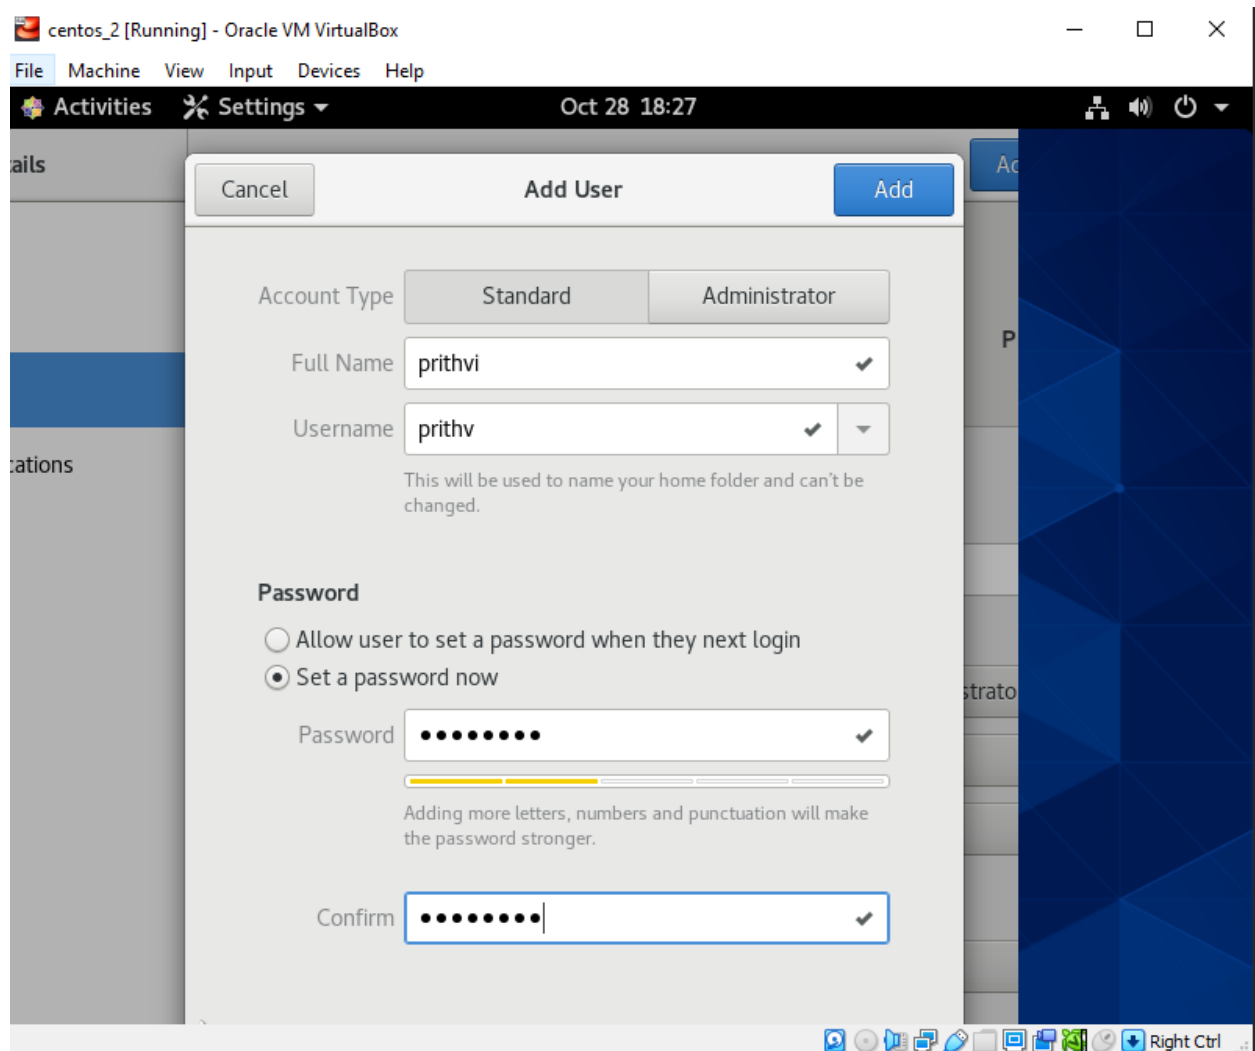 centos_2 [Running] - Oracle VM VirtualBox
File Machine View Input Devices Help
Activities Settings Oct 28 18:27
ails
Cancel Add User Add
Account Type Standard Administrator
Full Name prithvi
P
Username prithv
This will be used to name your home folder and can't be
changed.
cations
Password
Allow user to set a password when they next login
Set a password now
strato
Password ●●●●●●●●
Adding more letters, numbers and punctuation will make
the password stronger.
Confirm ●●●●●●●●
Right Ctrl